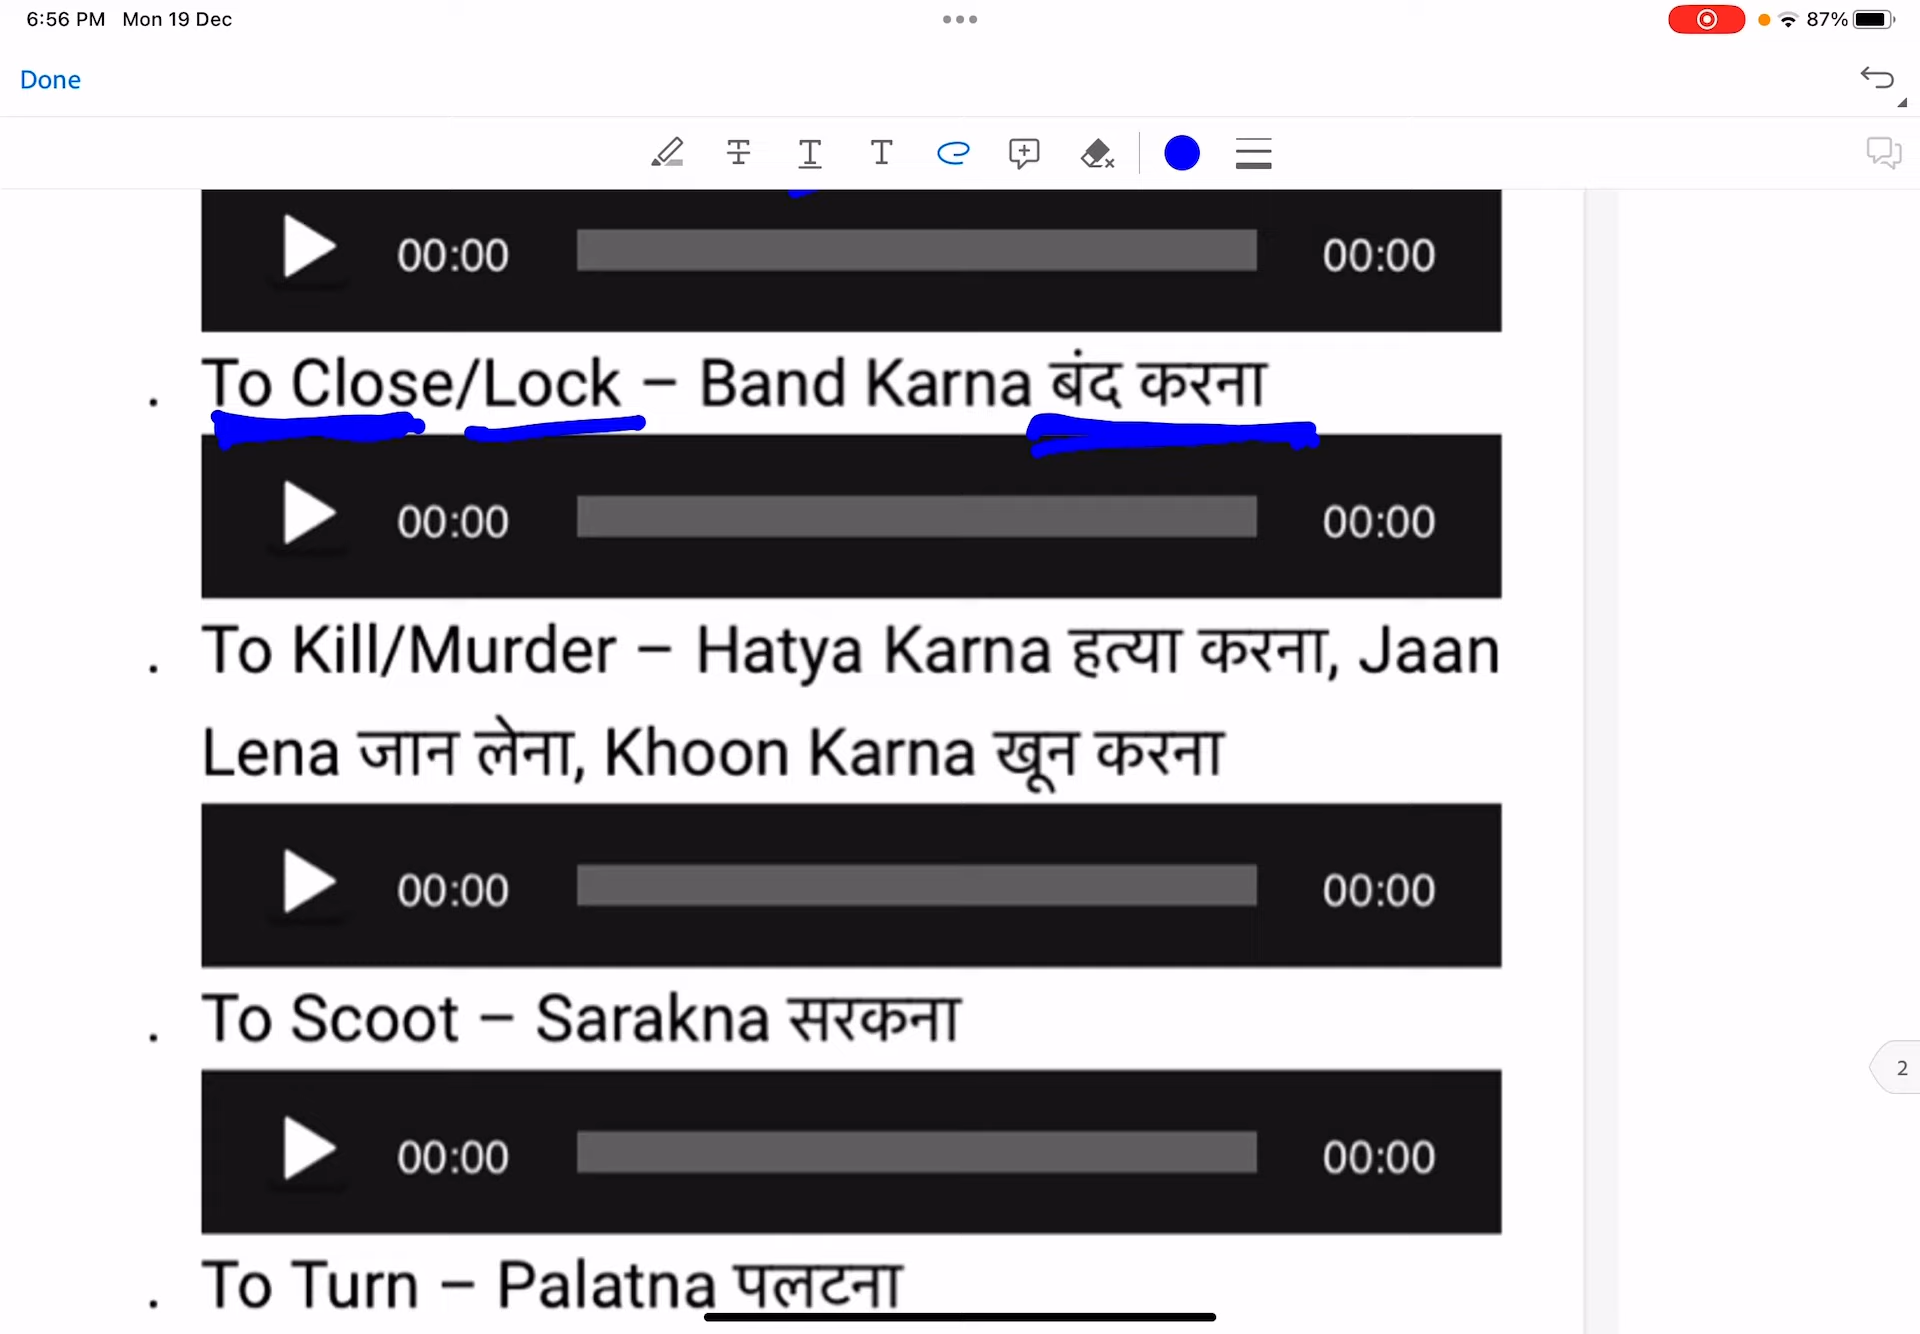 6:56 PM Mon 19 Dec
87%
Done
T T T
00:00 00:00
. To Close/Lock – Band Karna बंद करना
00:00 00:00
. To Kill/Murder – Hatya Karna हत्या करना, Jaan
Lena जान लेना, Khoon Karna खून करना
00:00 00:00
. To Scoot – Sarakna सरकना
00:00 00:00
2
. To Turn – Palatna पलटना